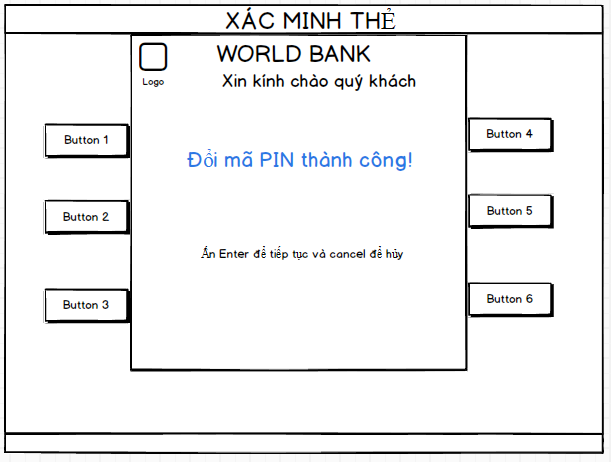 XÁC MINH THẺ
WORLD BANK
Logo
Xin kính chào quý khách
Button 1
Button 4
Đổi mã PIN thành công!
Button 2
Button 5
Ấn Enter để tiếp tục và cancel để hủy
Button 3
Button 6